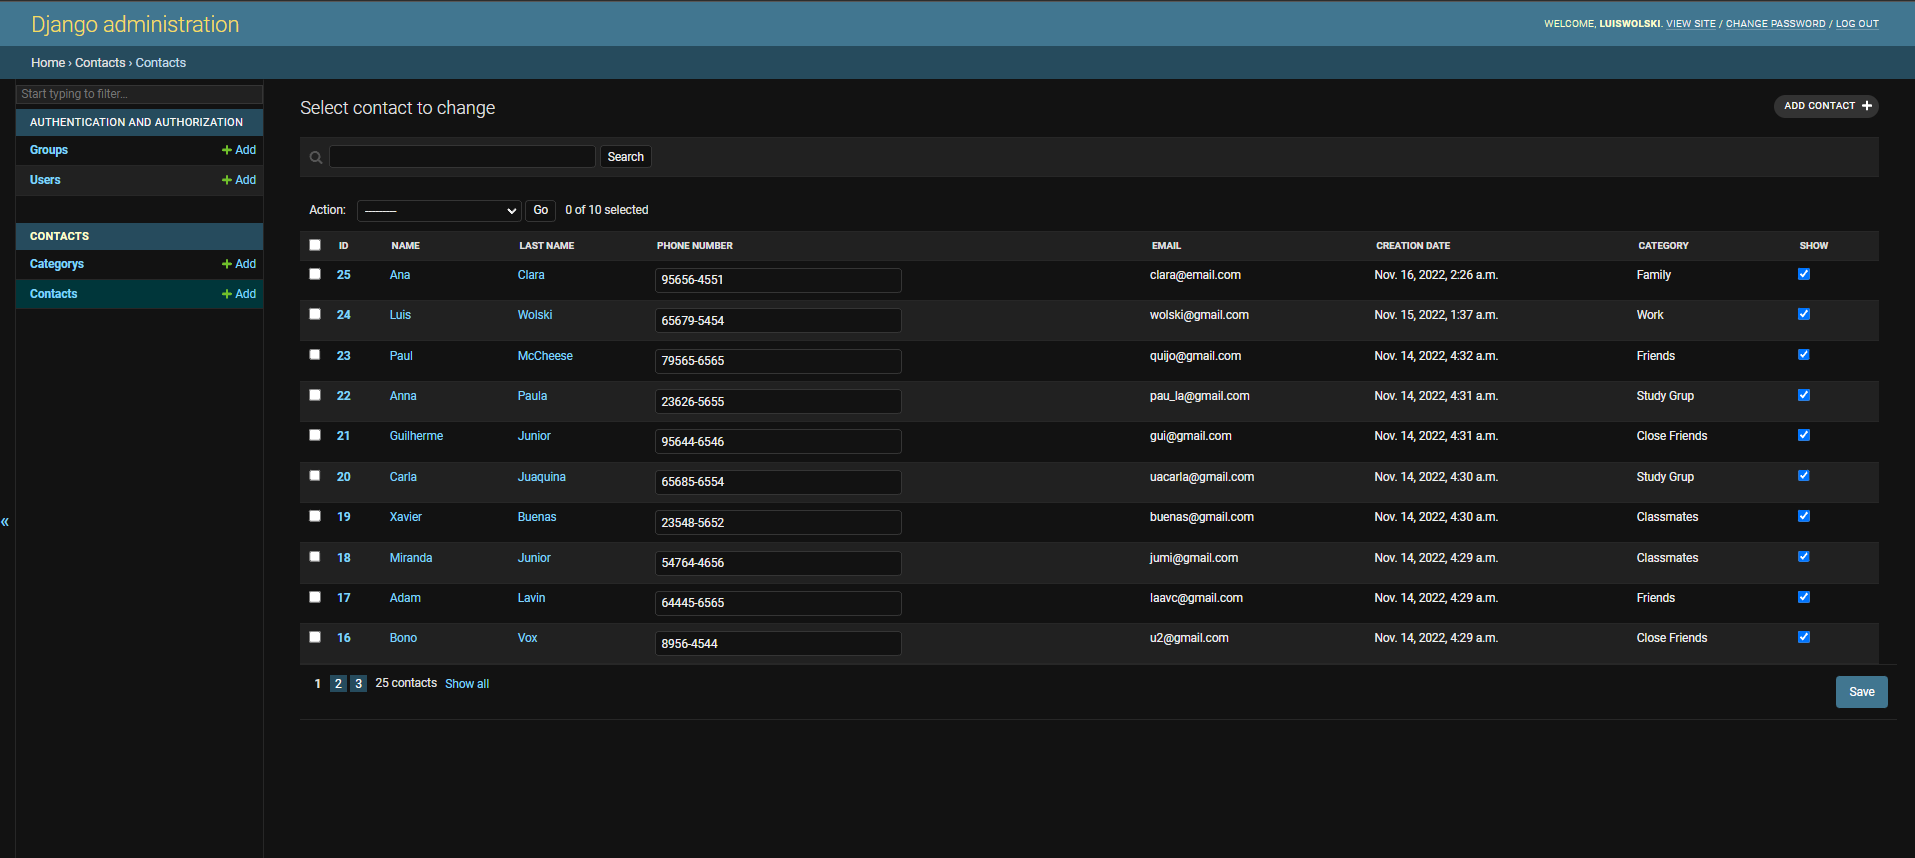 Django administration
WELCOME, LUISWOLSKI. VIEW SITE / CHANGE PASSWORD / LOG OUT
Home › Contacts › Contacts
Start typing to filter...
AUTHENTICATION AND AUTHORIZATION
Groups + Add
Users + Add
CONTACTS
Categorys + Add
Contacts + Add
«
Select contact to change
ADD CONTACT +
Search
Action: --------- Go 0 of 10 selected
ID NAME LAST NAME PHONE NUMBER EMAIL CREATION DATE CATEGORY SHOW
25 Ana Clara 95656-4551 clara@email.com Nov. 16, 2022, 2:26 a.m. Family
24 Luis Wolski 65679-5454 wolski@gmail.com Nov. 15, 2022, 1:37 a.m. Work
23 Paul McCheese 79565-6565 quijo@gmail.com Nov. 14, 2022, 4:32 a.m. Friends
22 Anna Paula 23626-5655 pau_la@gmail.com Nov. 14, 2022, 4:31 a.m. Study Grup
21 Guilherme Junior 95644-6546 gui@gmail.com Nov. 14, 2022, 4:31 a.m. Close Friends
20 Carla Juaquina 65685-6554 uacarla@gmail.com Nov. 14, 2022, 4:30 a.m. Study Grup
19 Xavier Buenas 23548-5652 buenas@gmail.com Nov. 14, 2022, 4:30 a.m. Classmates
18 Miranda Junior 54764-4656 jumi@gmail.com Nov. 14, 2022, 4:29 a.m. Classmates
17 Adam Lavin 64445-6565 laavc@gmail.com Nov. 14, 2022, 4:29 a.m. Friends
16 Bono Vox 8956-4544 u2@gmail.com Nov. 14, 2022, 4:29 a.m. Close Friends
1 2 3 25 contacts Show all
Save